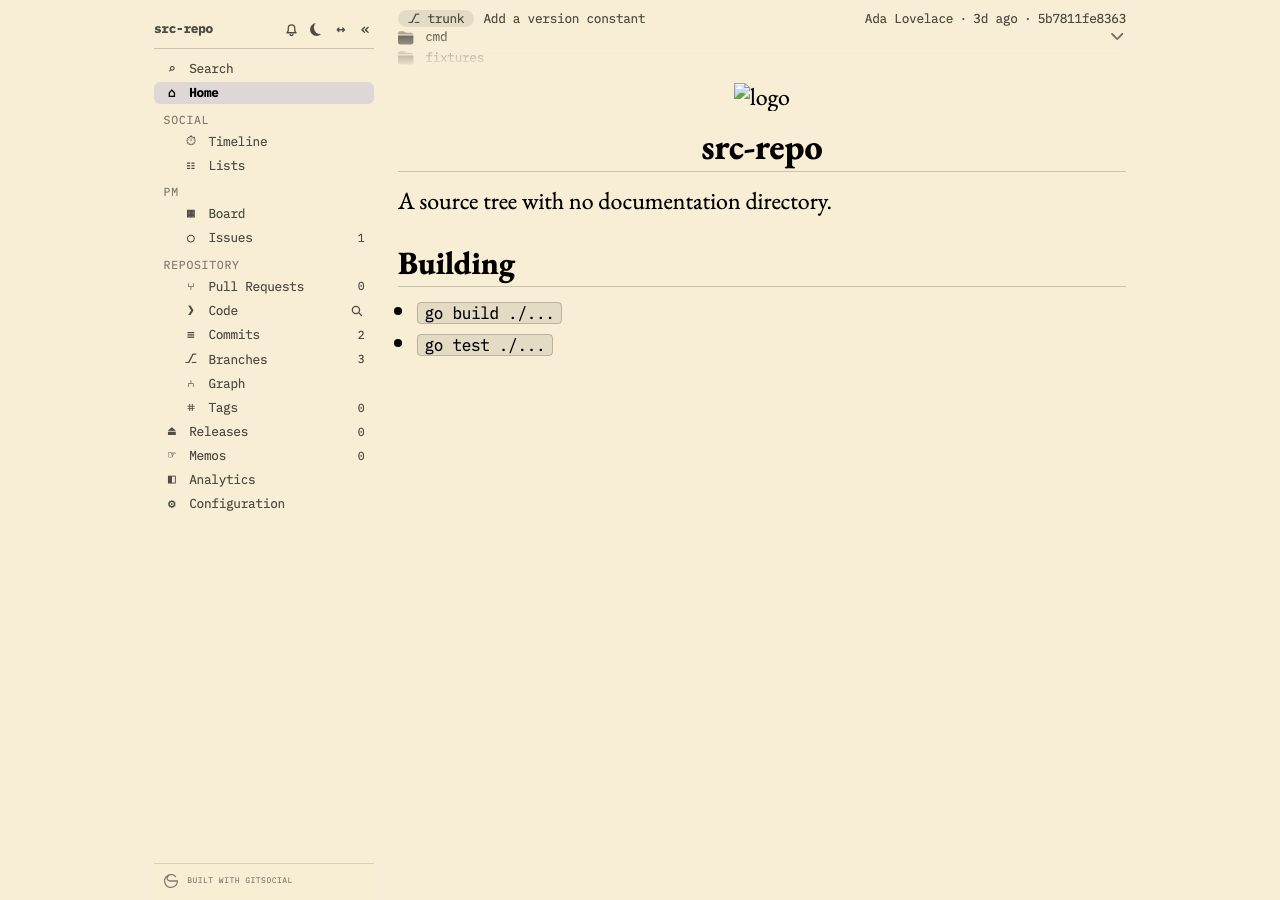 src-repo
Search
Home
SOCIAL
Timeline
Lists
PM
Board
Issues 1
REPOSITORY
Pull Requests 0
Code
Commits 2
Branches 3
Graph
Tags 0
Releases 0
Memos 0
Analytics
Configuration
BUILT WITH GITSOCIAL
trunk Add a version constant Ada Lovelace · 3d ago · 5b7811fe8363
cmd
fixtures
logo
src-repo
A source tree with no documentation directory.
Building
go build ./...
go test ./...